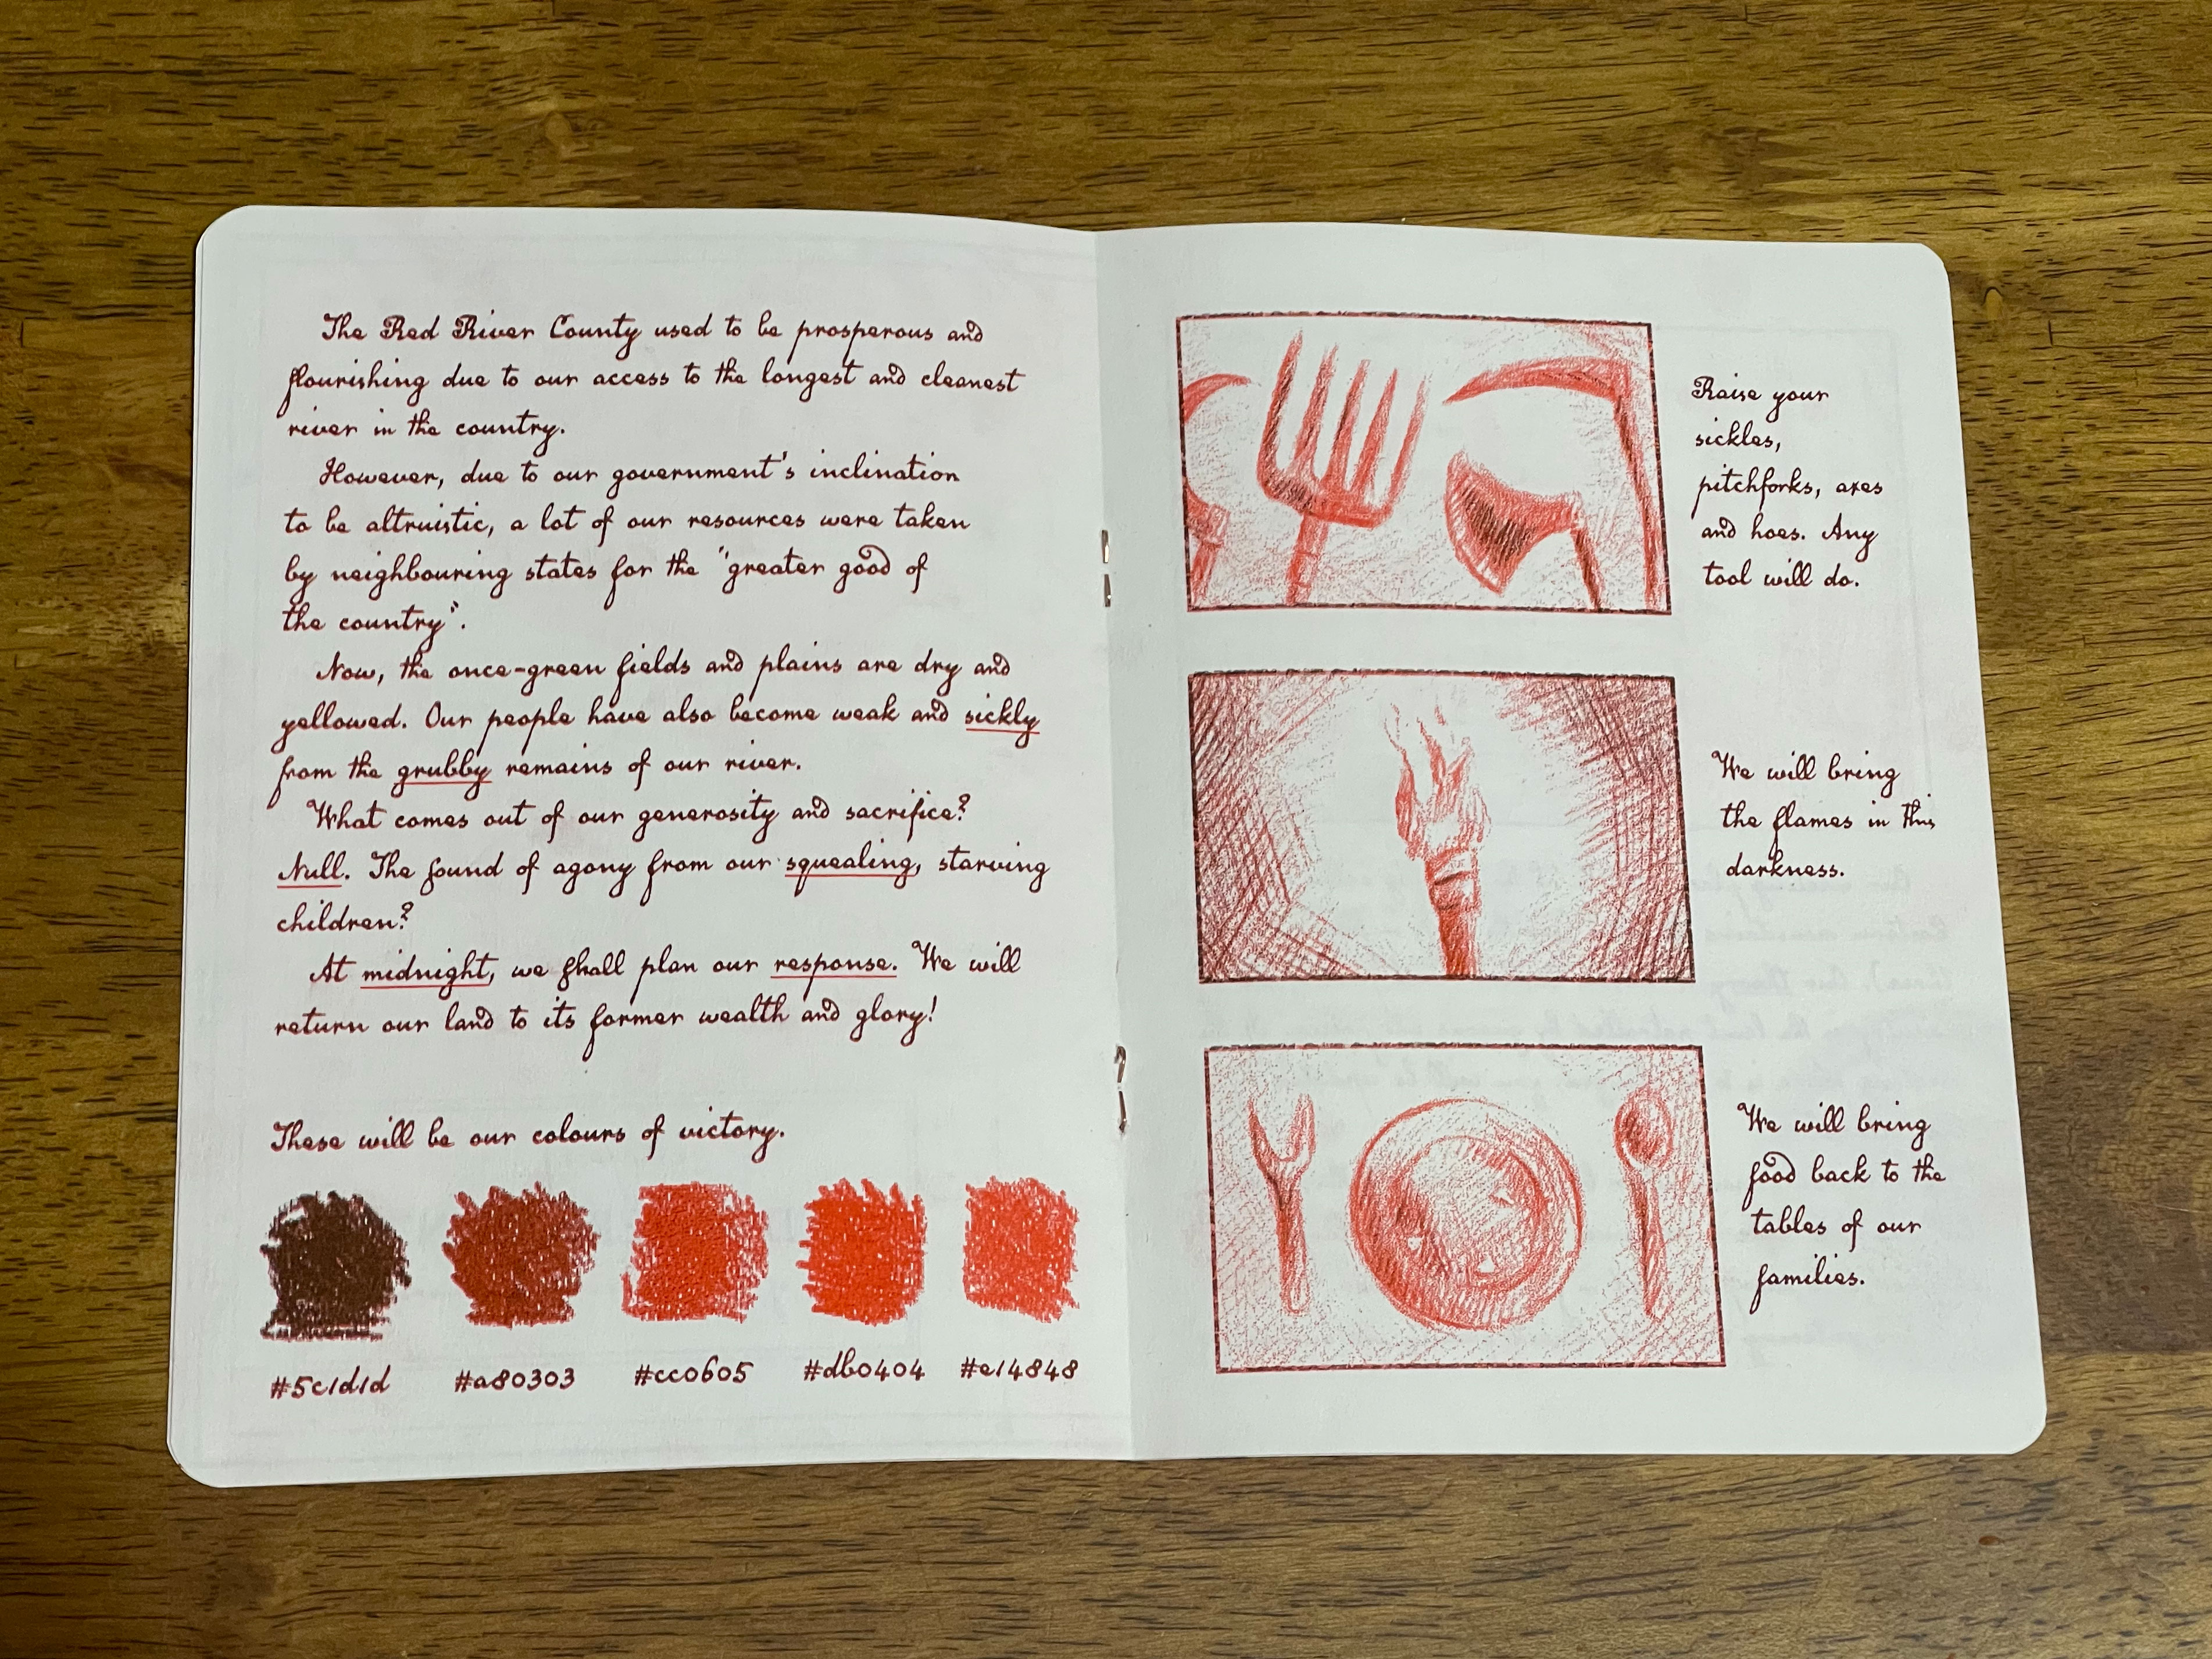 The Red River County used to be prosperous and
flourishing due to our access to the longest and cleanest
river in the country.
However, due to our government's inclination
to be altruistic, a lot of our resources were taken
by neighbouring states for the "greater good of
the country".
Now, the once-green fields and plains are dry and
yellowed. Our people have also become weak and sickly
from the grubby remains of our river.
What comes out of our generosity and sacrifice?
Null. The sound of agony from our squealing, starving
children?
At midnight, we shall plan our response. We will
return our land to its former wealth and glory!
These will be our colours of victory.
#5c1d1d #a80303 #cc0605 #db0404 #e14848
Raise your
sickles,
pitchforks, axes
and hoes. Any
tool will do.
We will bring
the flames in this
darkness.
We will bring
food back to the
tables of our
families.